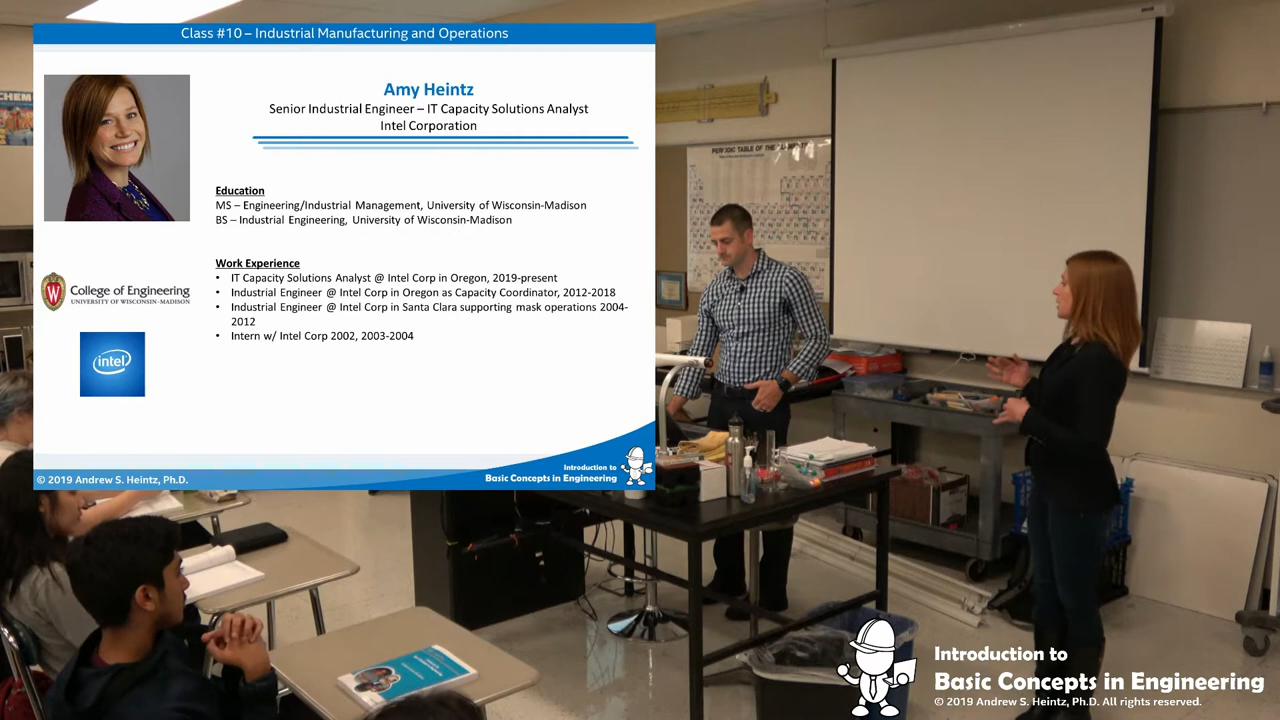 Class #10 – Industrial Manufacturing and Operations
Amy Heintz
Senior Industrial Engineer – IT Capacity Solutions Analyst
Intel Corporation
Education
MS – Engineering/Industrial Management, University of Wisconsin-Madison
BS – Industrial Engineering, University of Wisconsin-Madison
Work Experience
• IT Capacity Solutions Analyst @ Intel Corp in Oregon, 2019-present
• Industrial Engineer @ Intel Corp in Oregon as Capacity Coordinator, 2012-2018
• Industrial Engineer @ Intel Corp in Santa Clara supporting mask operations 2004-
2012
• Intern w/ Intel Corp 2002, 2003-2004
College of Engineering
UNIVERSITY OF WISCONSIN-MADISON
intel
Introduction to
Basic Concepts in Engineering
© 2019 Andrew S. Heintz, Ph.D.
CHEM
PERIODIC TABLE OF THE
Introduction to
Basic Concepts in Engineering
© 2019 Andrew S. Heintz, Ph.D. All rights reserved.